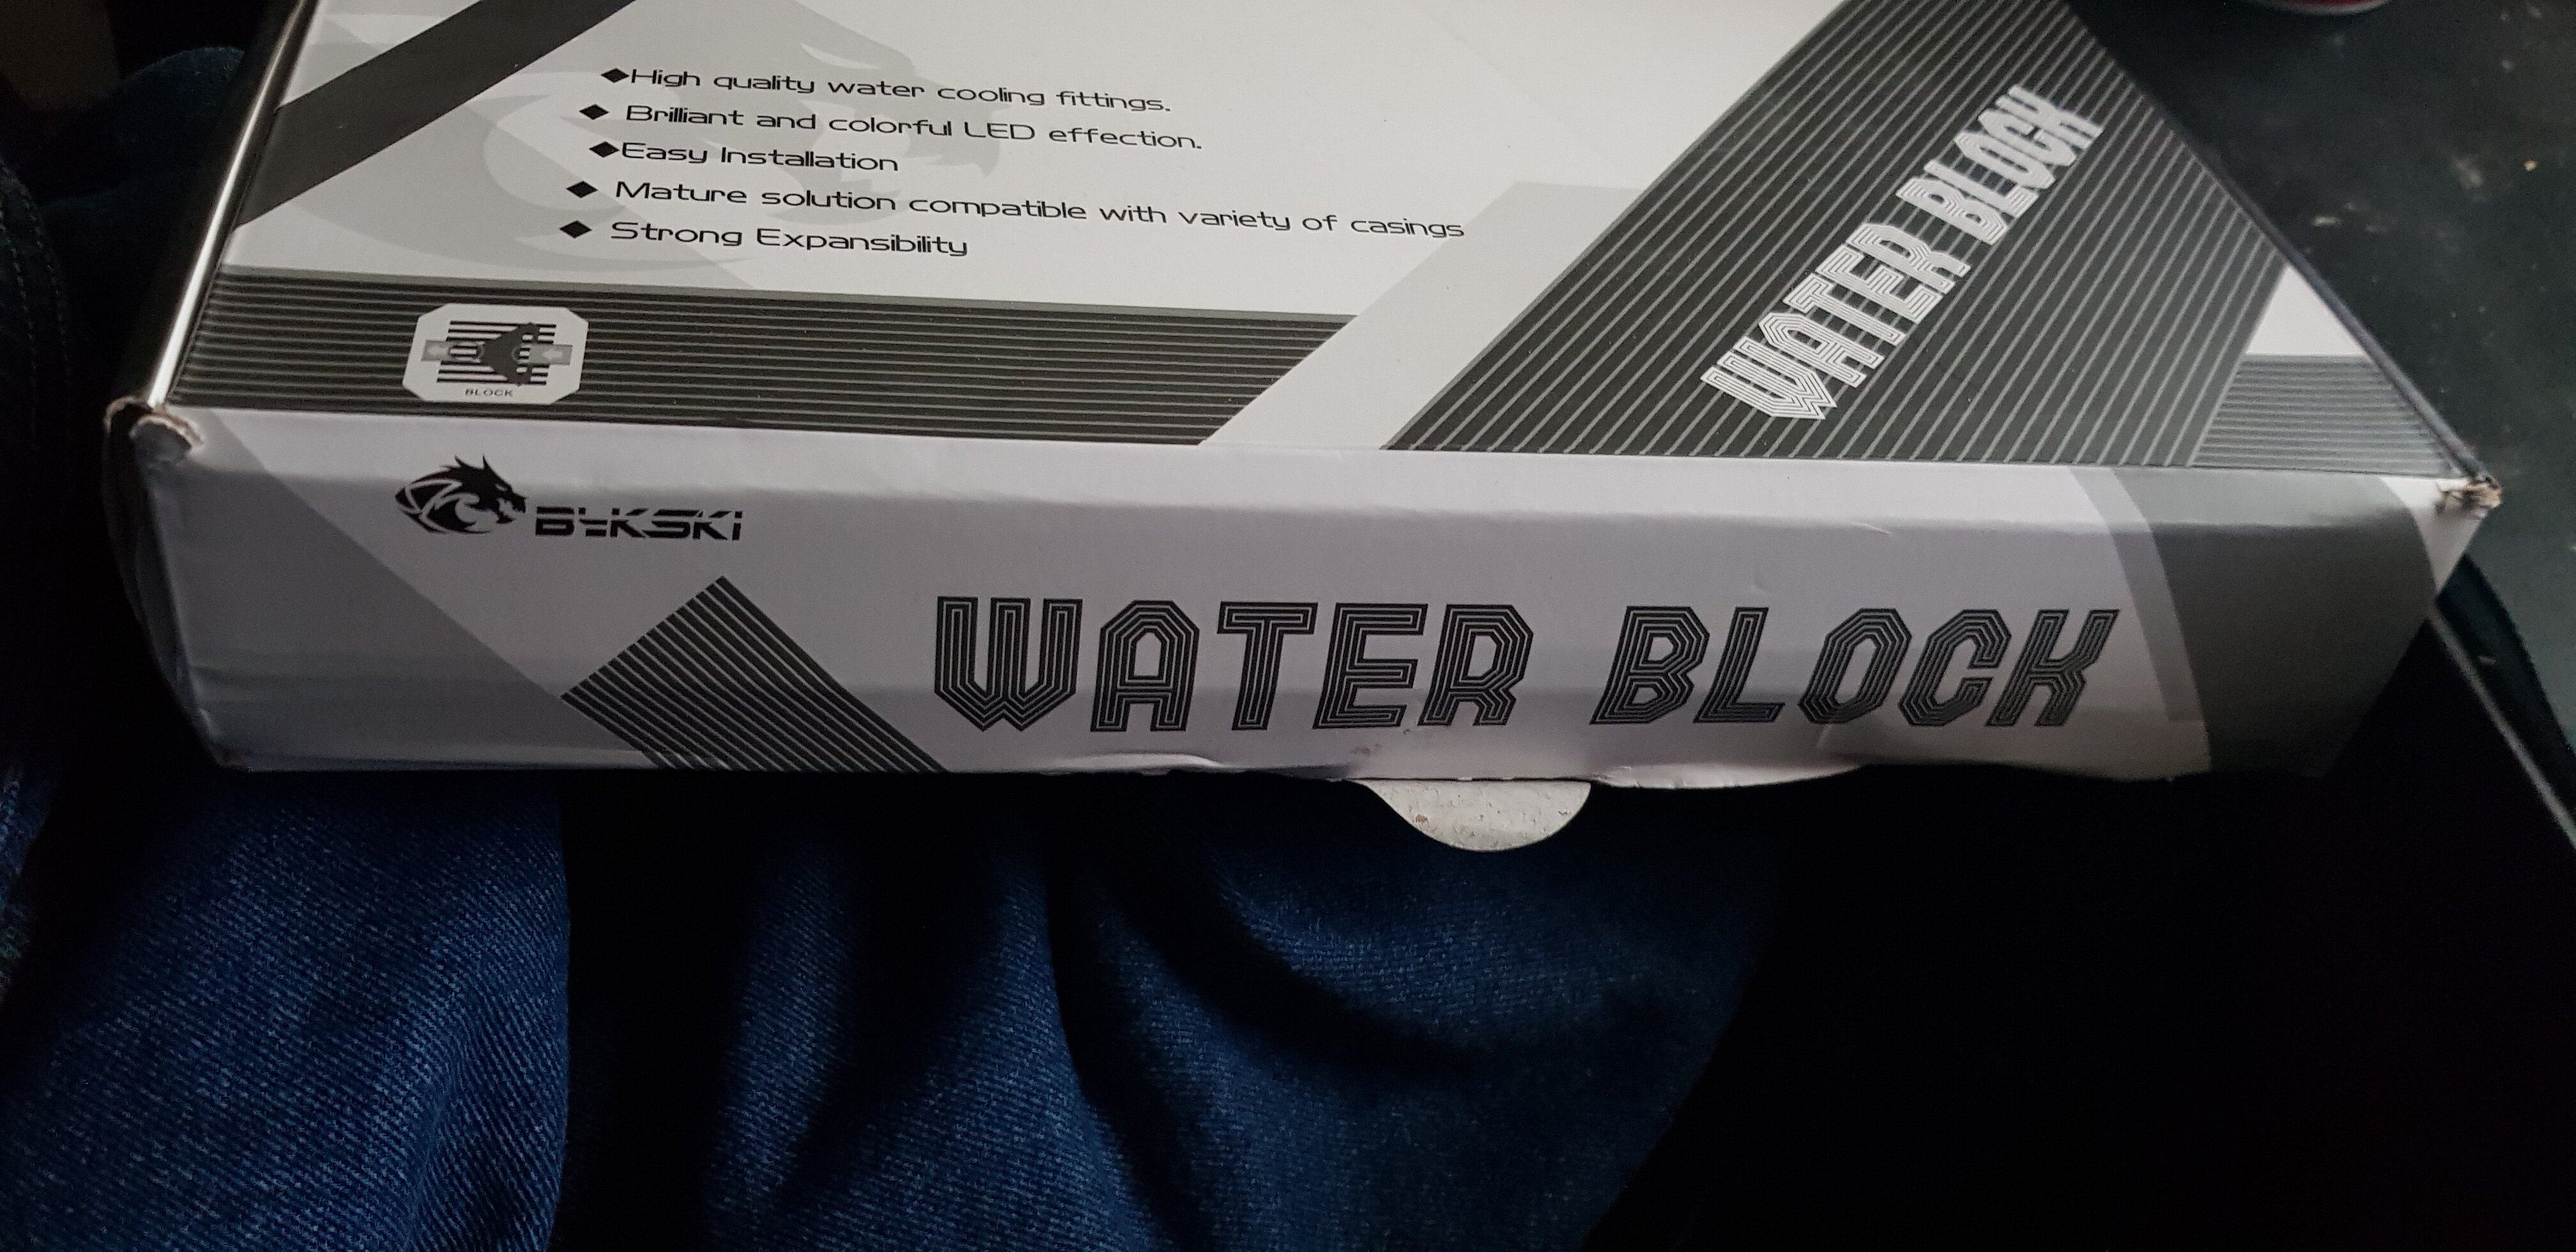 ◆High quality water cooling fittings.
◆ Brilliant and colorful LED effection.
◆Easy Installation
◆ Mature solution compatible with variety of casings
◆ Strong Expansibility
WATER BLOCK
BLOCK
BYKSKI
WATER BLOCK